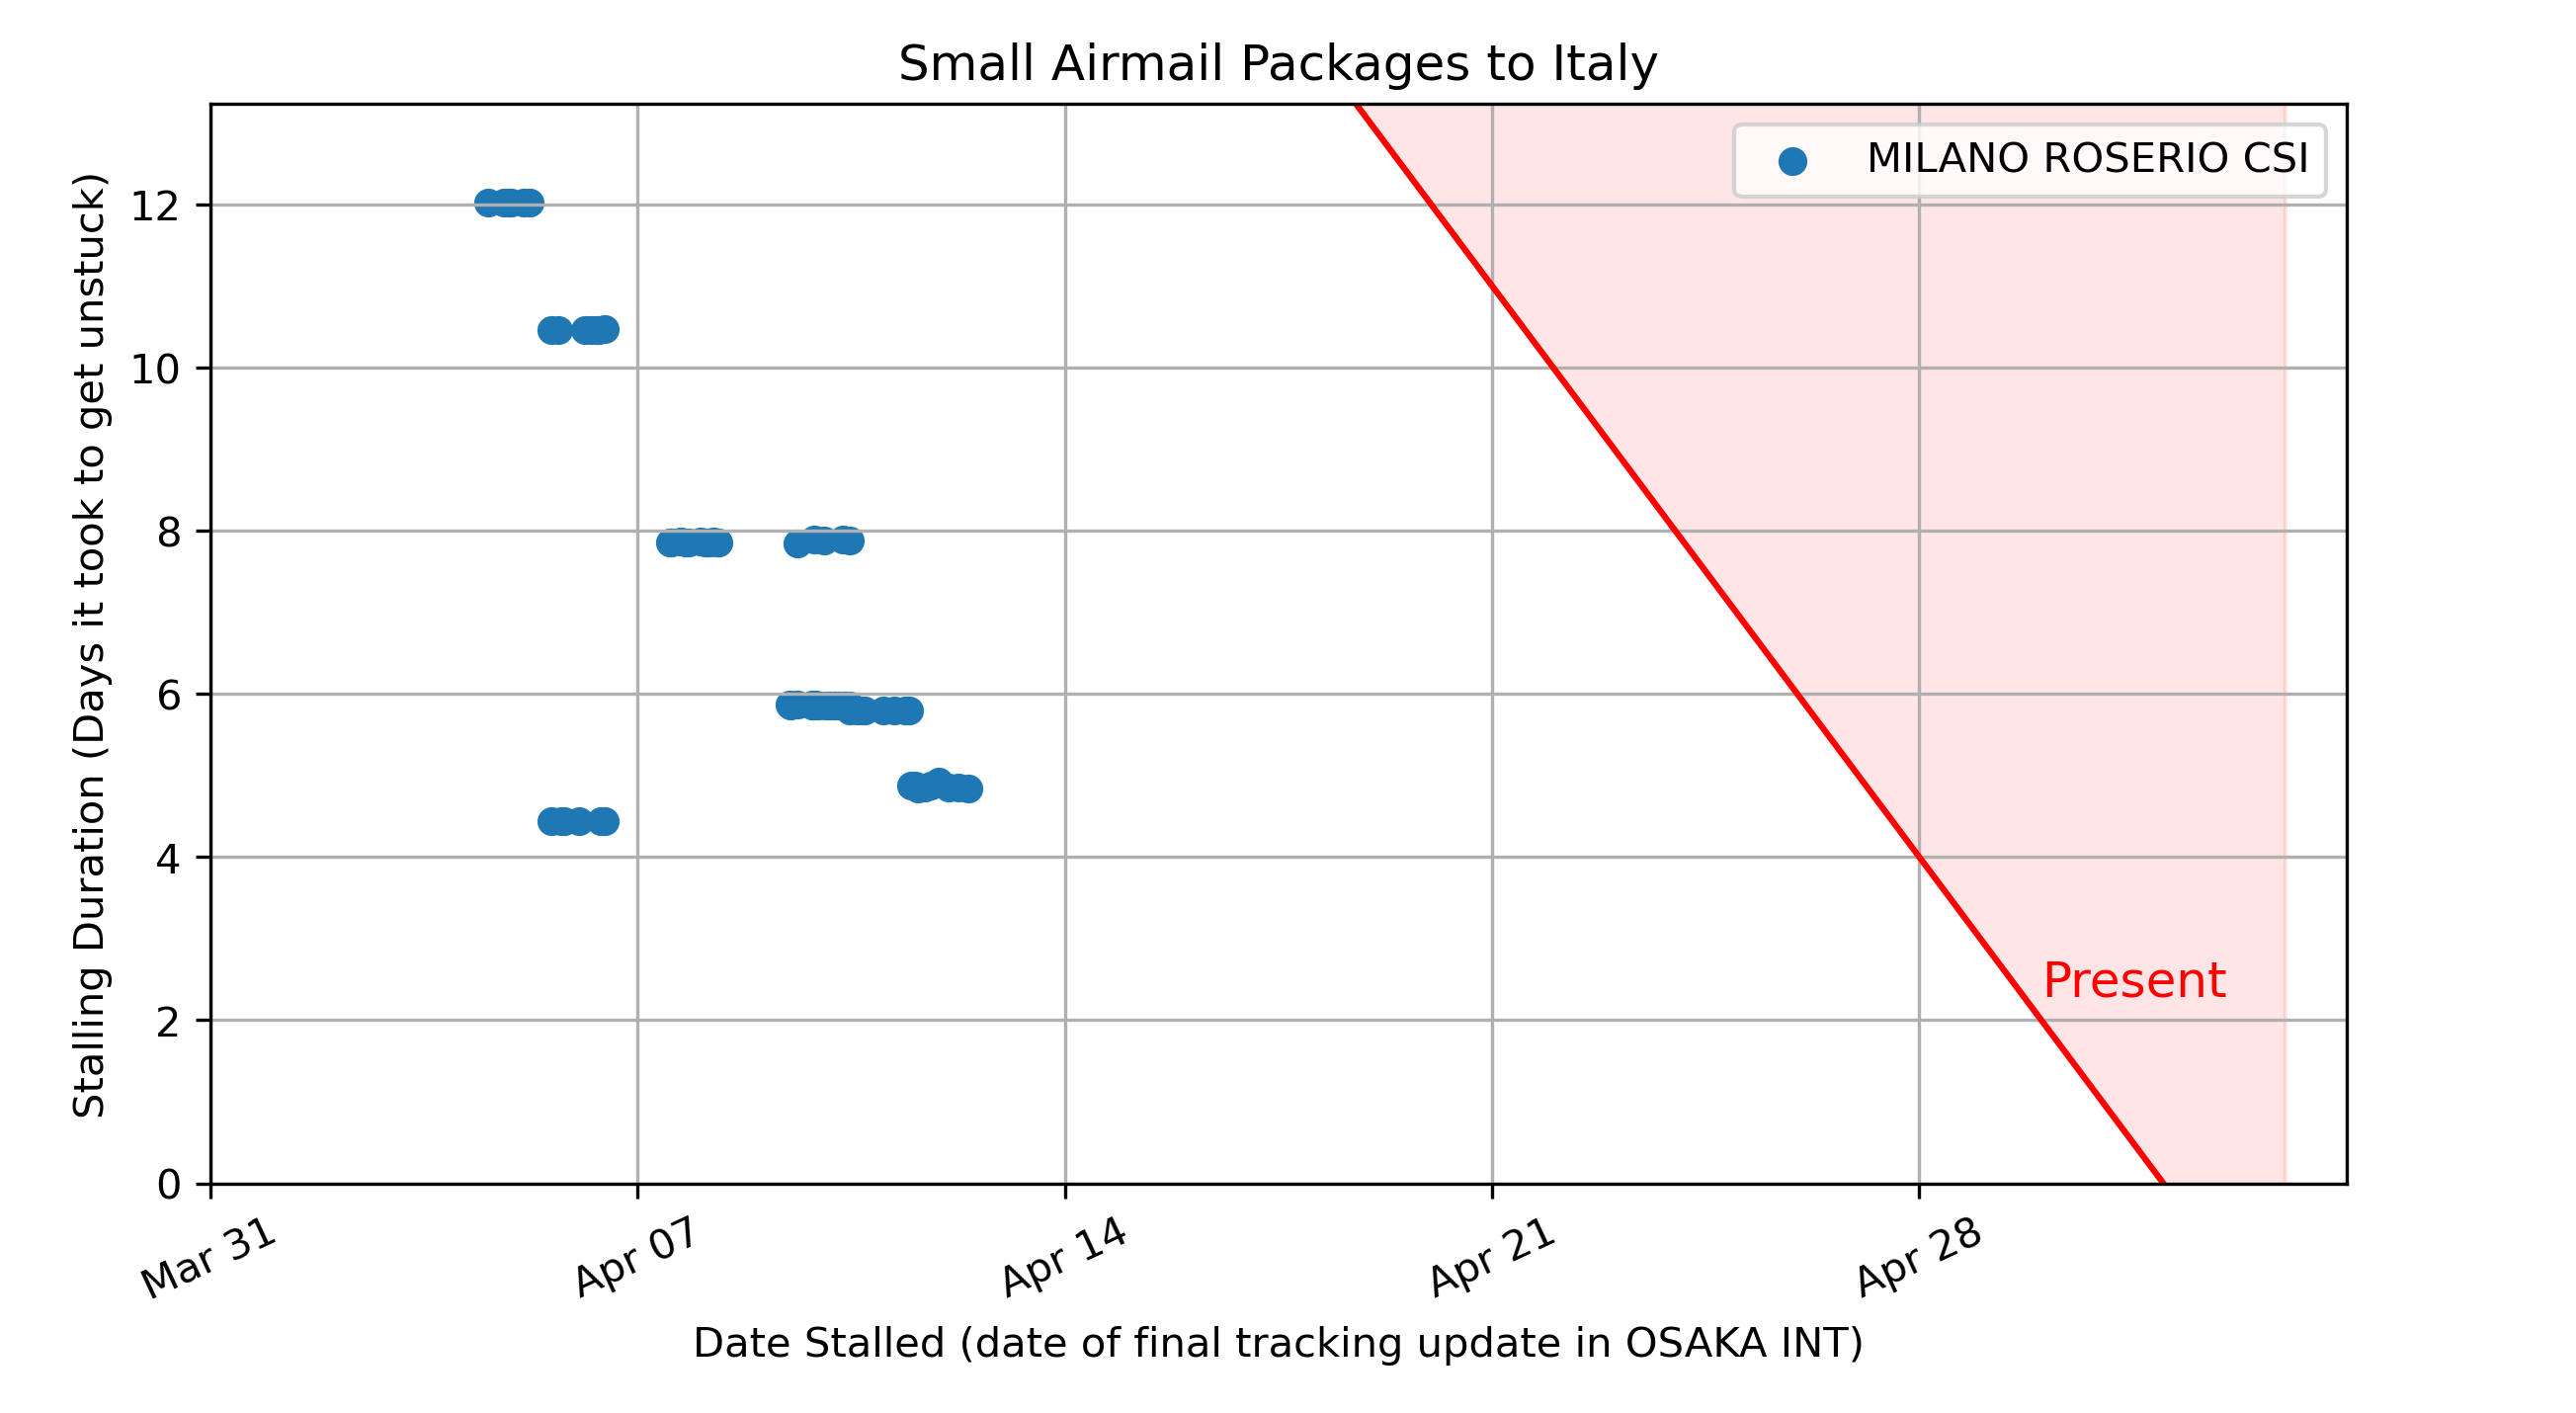 Small Airmail Packages to Italy
MILANO ROSERIO CSI
Stalling Duration (Days it took to get unstuck)
12
10
8
6
4
2
0
Present
Mar 31
Apr 07
Apr 14
Apr 21
Apr 28
Date Stalled (date of final tracking update in OSAKA INT)